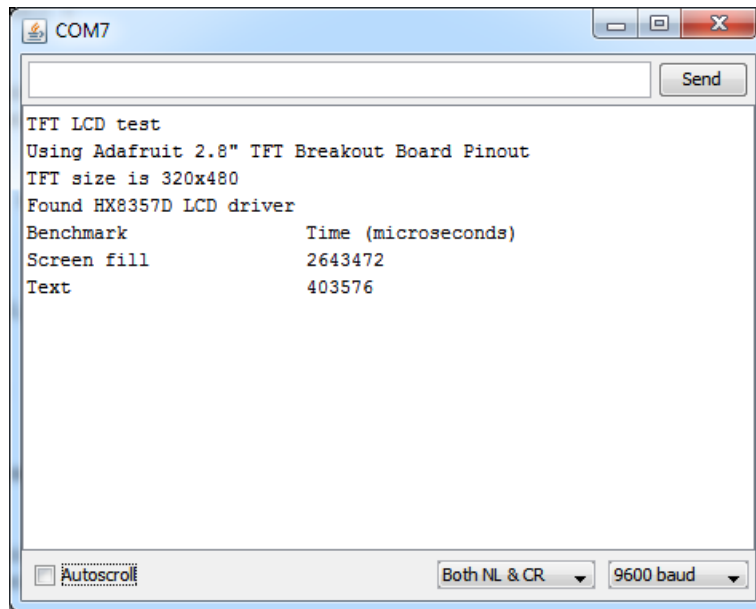 COM7
Send
TFT LCD test
Using Adafruit 2.8" TFT Breakout Board Pinout
TFT size is 320x480
Found HX8357D LCD driver
Benchmark Time (microseconds)
Screen fill 2643472
Text 403576
Autoscroll Both NL & CR 9600 baud